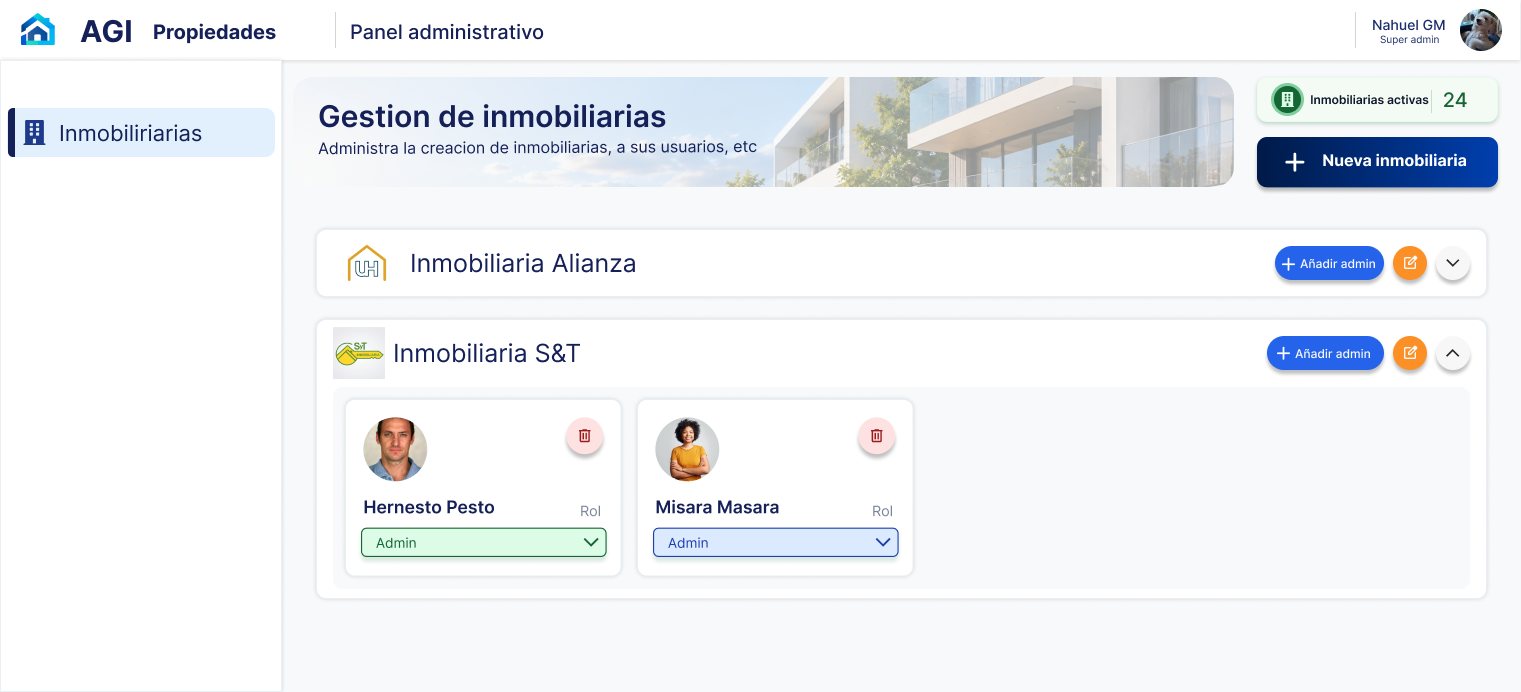 AGI Propiedades
Panel administrativo
Nahuel GM
Super admin
Inmobiliriarias
Gestion de inmobiliarias
Administra la creacion de inmobiliarias, a sus usuarios, etc
Inmobiliarias activas 24
Nueva inmobiliaria
UH
Inmobiliaria Alianza
Añadir admin
S&T
INMOBILIARIA
Inmobiliaria S&T
Añadir admin
Hernesto Pesto
Rol
Admin
Misara Masara
Rol
Admin